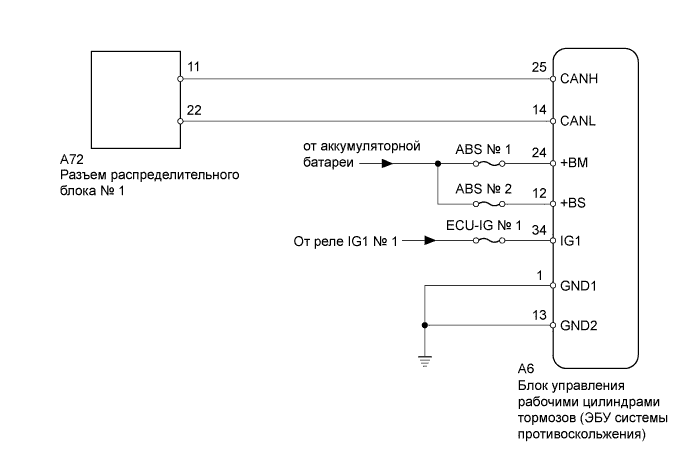 11
25
CANH
22
14
CANL
от аккумуляторной
батареи
ABS № 1
24
+BM
A72
Разъем распределительного
блока № 1
ABS № 2
12
+BS
ECU-IG № 1
34
От реле IG1 № 1
IG1
1
GND1
13
GND2
A6
Блок управления
рабочими цилиндрами
тормозов (ЭБУ системы
противоскольжения)